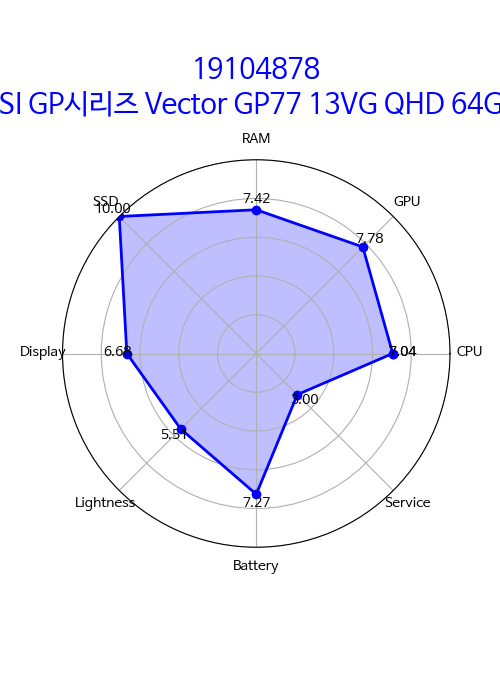 19104878
SI GP시리즈 Vector GP77 13VG QHD 64G
RAM
SSD
10.00
7.42
GPU
7.78
Display
6.68
7.04
CPU
5.51
3.00
Lightness
7.27
Service
Battery